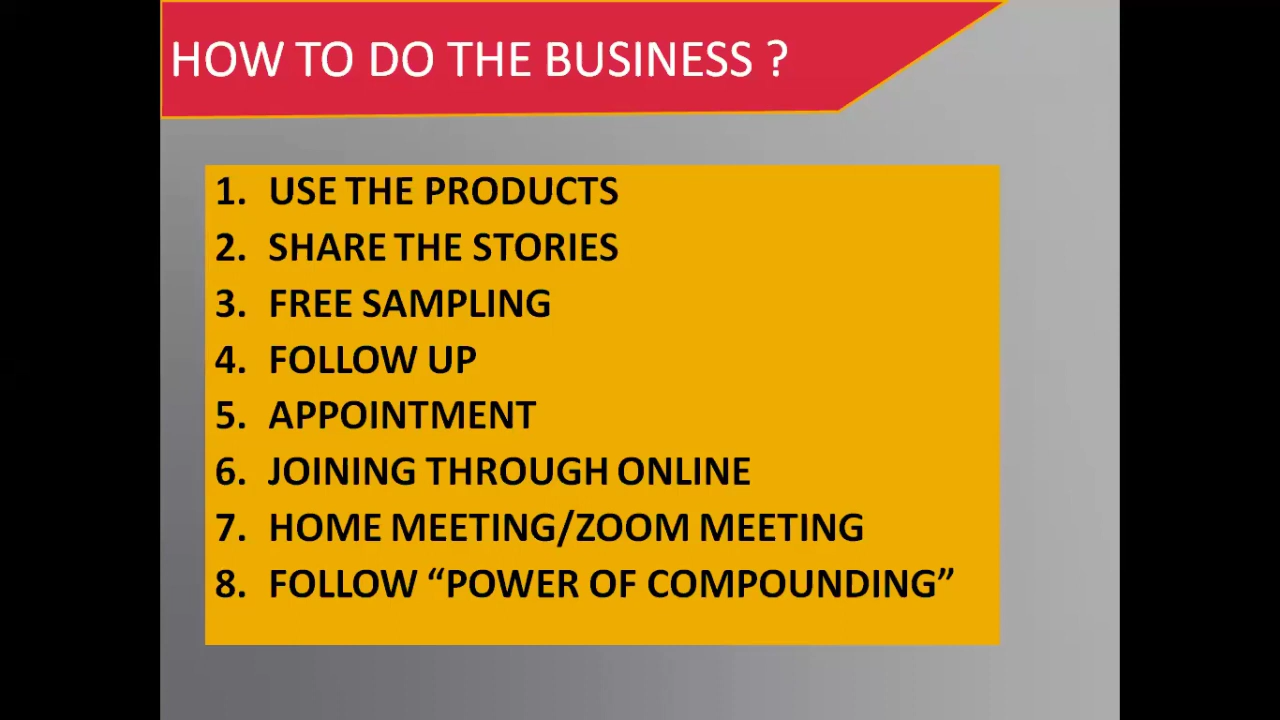 HOW TO DO THE BUSINESS ?
1. USE THE PRODUCTS
2. SHARE THE STORIES
3. FREE SAMPLING
4. FOLLOW UP
5. APPOINTMENT
6. JOINING THROUGH ONLINE
7. HOME MEETING/ZOOM MEETING
8. FOLLOW “POWER OF COMPOUNDING”